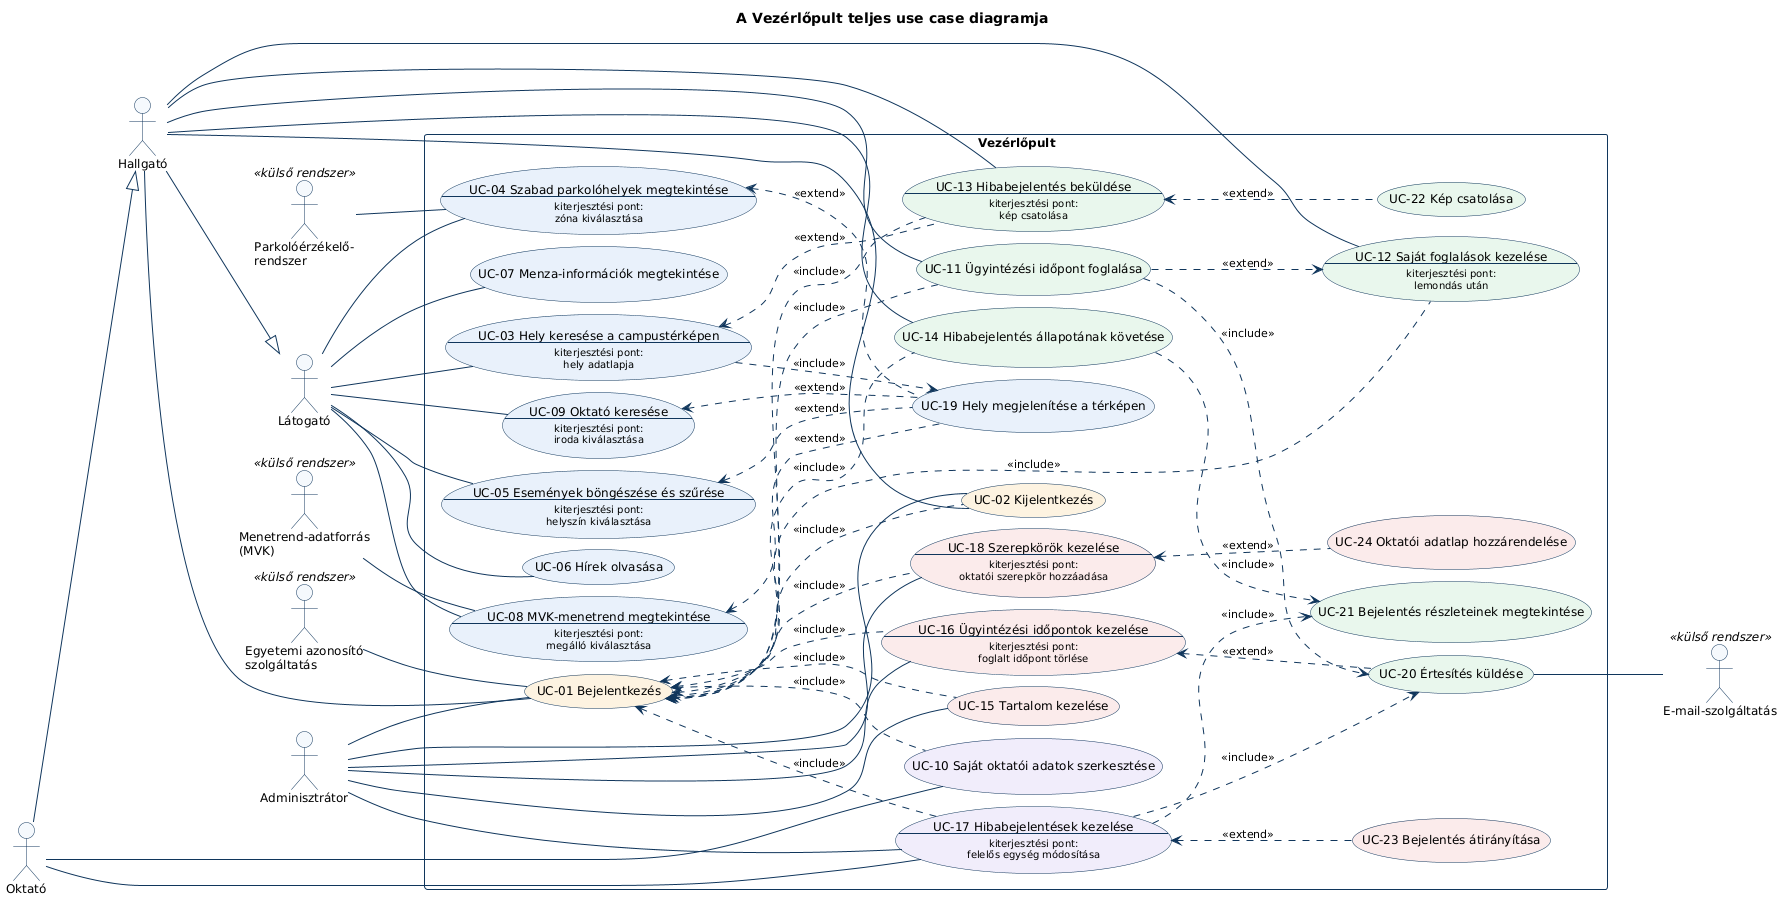 A Vezérlőpult teljes use case diagramja
Vezérlőpult
Hallgató
«külső rendszer»
Parkolóérzékelő-
rendszer
Látogató
«külső rendszer»
Menetrend-adatforrás
(MVK)
«külső rendszer»
Egyetemi azonosító
szolgáltatás
Adminisztrátor
Oktató
UC-04 Szabad parkolóhelyek megtekintése
kiterjesztési pont:
zóna kiválasztása
UC-07 Menza-információk megtekintése
UC-03 Hely keresése a campustérképen
kiterjesztési pont:
hely adatlapja
UC-09 Oktató keresése
kiterjesztési pont:
iroda kiválasztása
UC-05 Események böngészése és szűrése
kiterjesztési pont:
helyszín kiválasztása
UC-06 Hírek olvasása
UC-08 MVK-menetrend megtekintése
kiterjesztési pont:
megálló kiválasztása
UC-01 Bejelentkezés
«extend»
«extend»
«include»
«include»
«include»
«extend»
«extend»
«extend»
«include»
«include»
«include»
«include»
«include»
«include»
«include»
«include»
UC-13 Hibabejelentés beküldése
kiterjesztési pont:
kép csatolása
UC-11 Ügyintézési időpont foglalása
UC-14 Hibabejelentés állapotának követése
UC-19 Hely megjelenítése a térképen
UC-02 Kijelentkezés
UC-18 Szerepkörök kezelése
kiterjesztési pont:
oktatói szerepkör hozzáadása
UC-16 Ügyintézési időpontok kezelése
kiterjesztési pont:
foglalt időpont törlése
UC-15 Tartalom kezelése
UC-10 Saját oktatói adatok szerkesztése
UC-17 Hibabejelentések kezelése
kiterjesztési pont:
felelős egység módosítása
«extend»
«extend»
«include»
«extend»
«include»
«include»
«extend»
«include»
«extend»
UC-22 Kép csatolása
UC-12 Saját foglalások kezelése
kiterjesztési pont:
lemondás után
UC-24 Oktatói adatlap hozzárendelése
UC-21 Bejelentés részleteinek megtekintése
UC-20 Értesítés küldése
UC-23 Bejelentés átirányítása
«külső rendszer»
E-mail-szolgáltatás